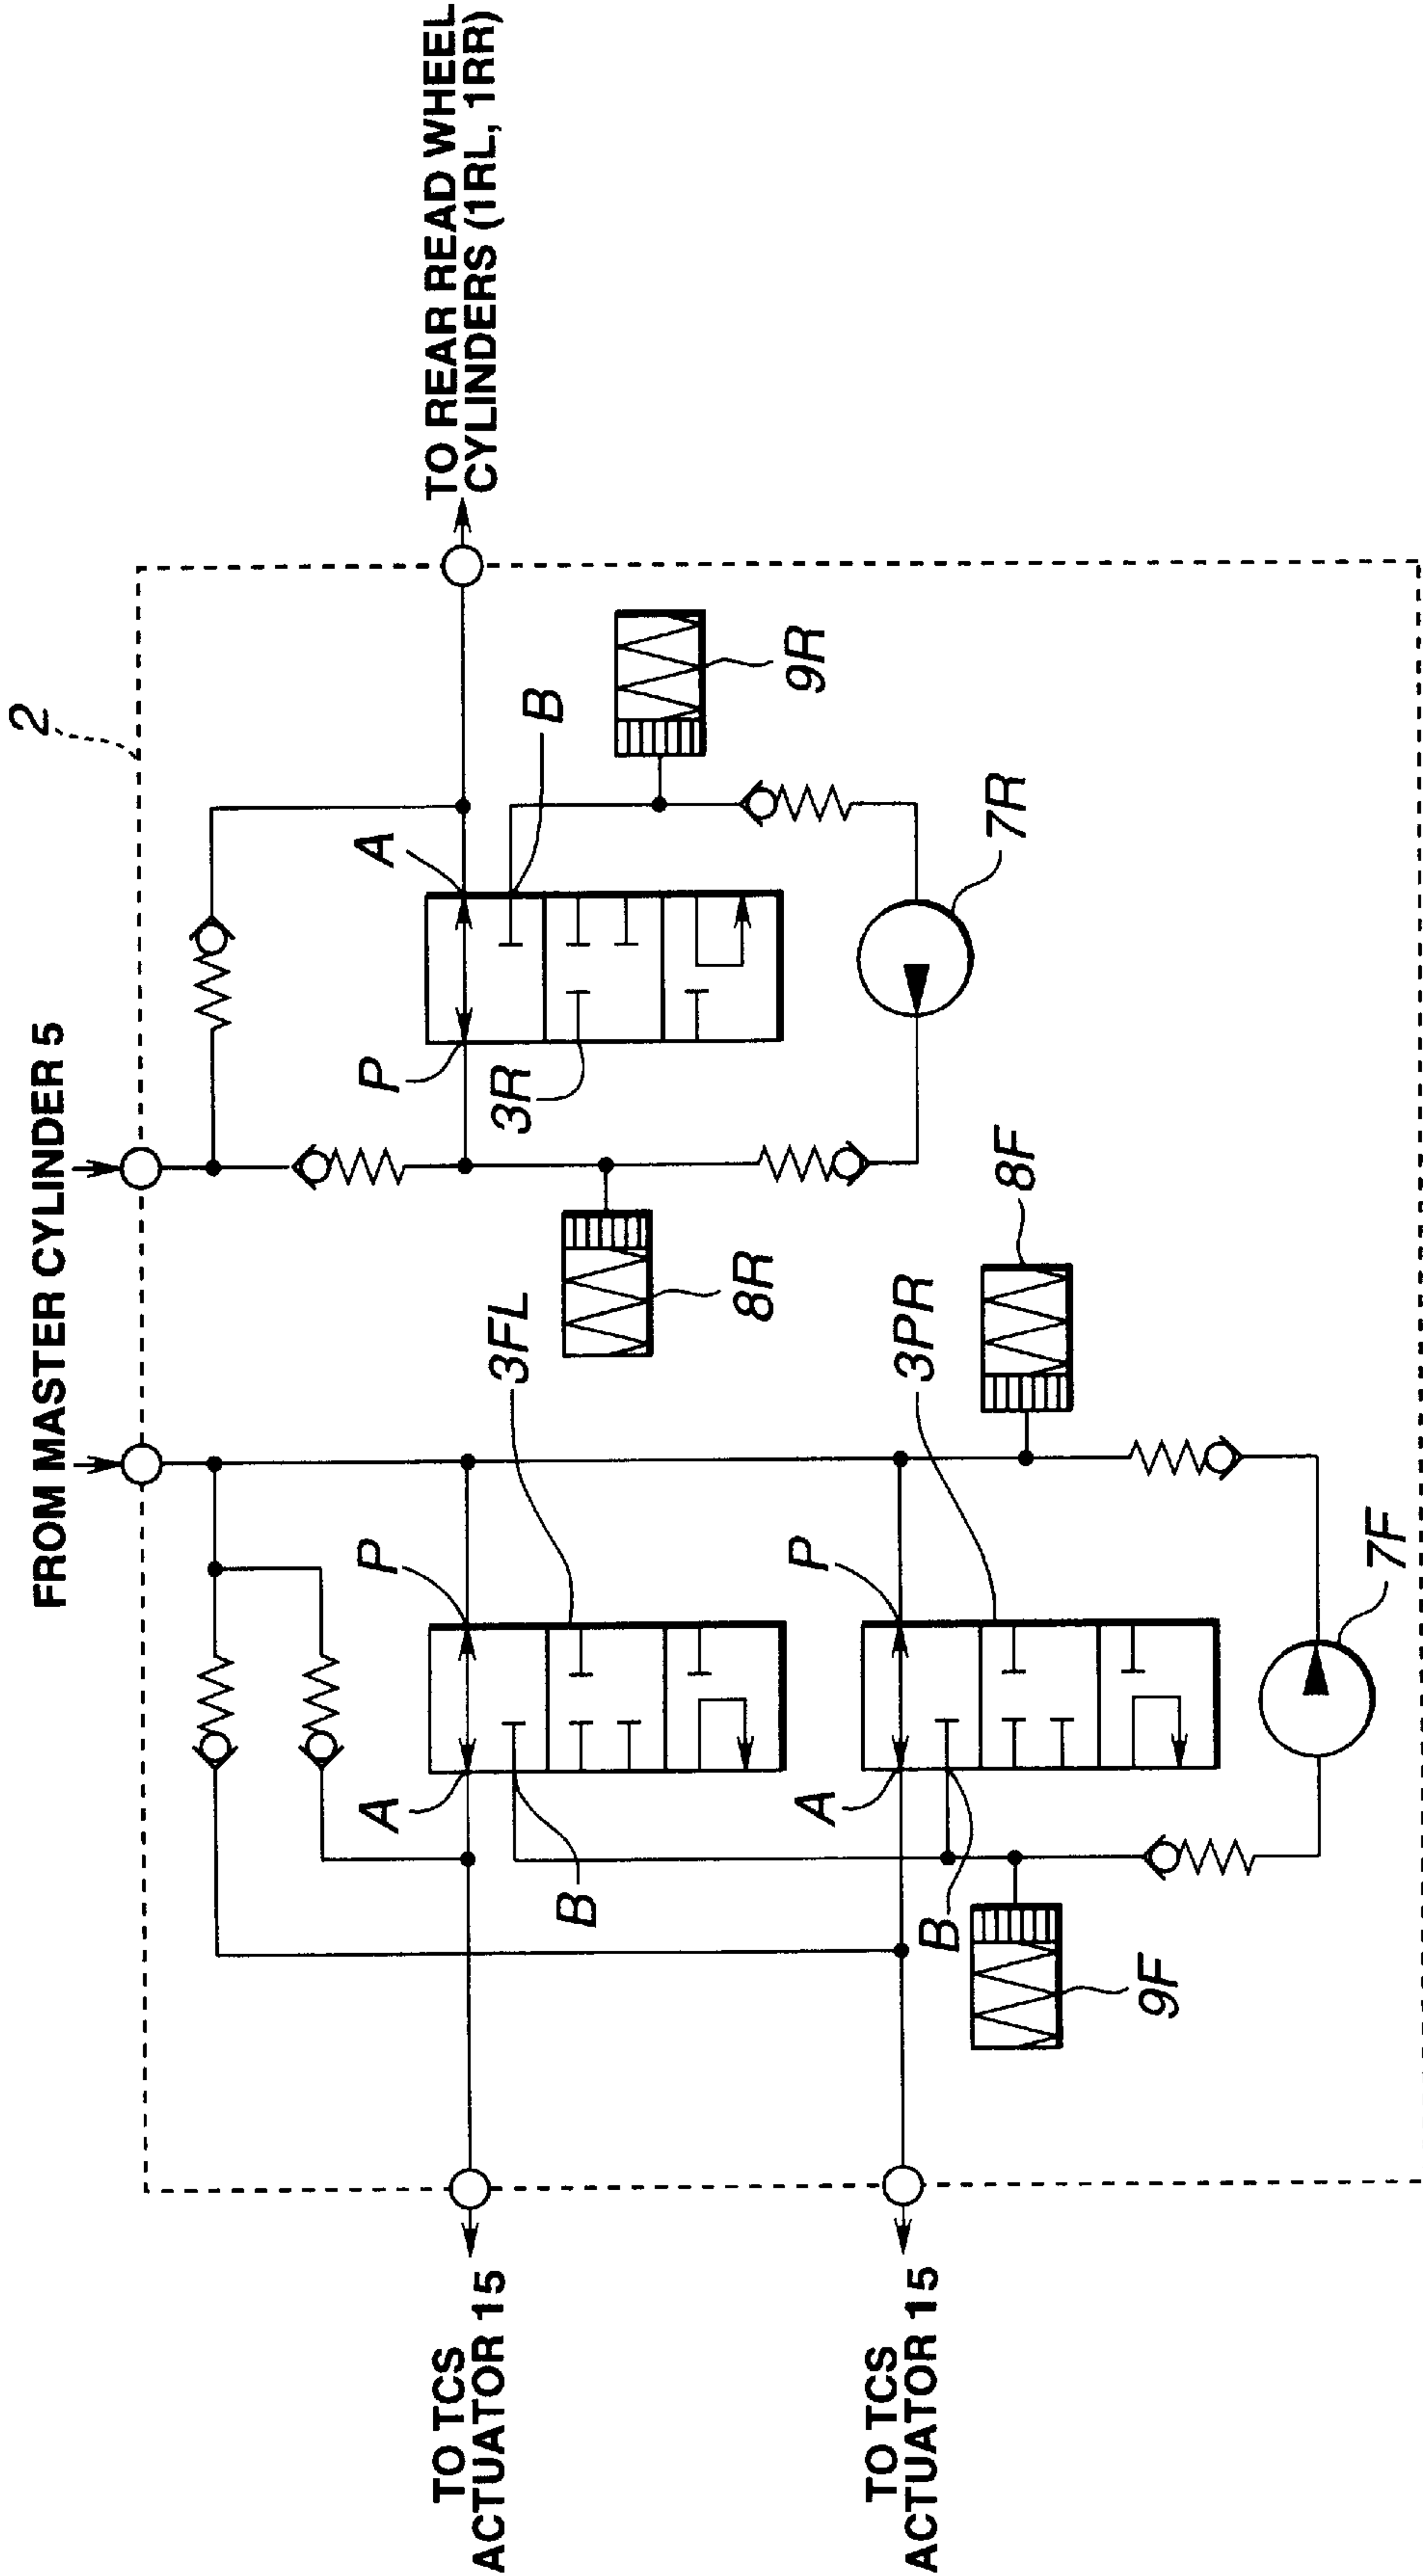 2
FROM MASTER CYLINDER 5
TO REAR READ WHEEL
CYLINDERS (1RL, 1RR)
A
B
P
3R
9R
7R
8R
3FL
8F
P
A
B
3PR
P
A
B
7F
9F
TO TCS
ACTUATOR 15
TO TCS
ACTUATOR 15